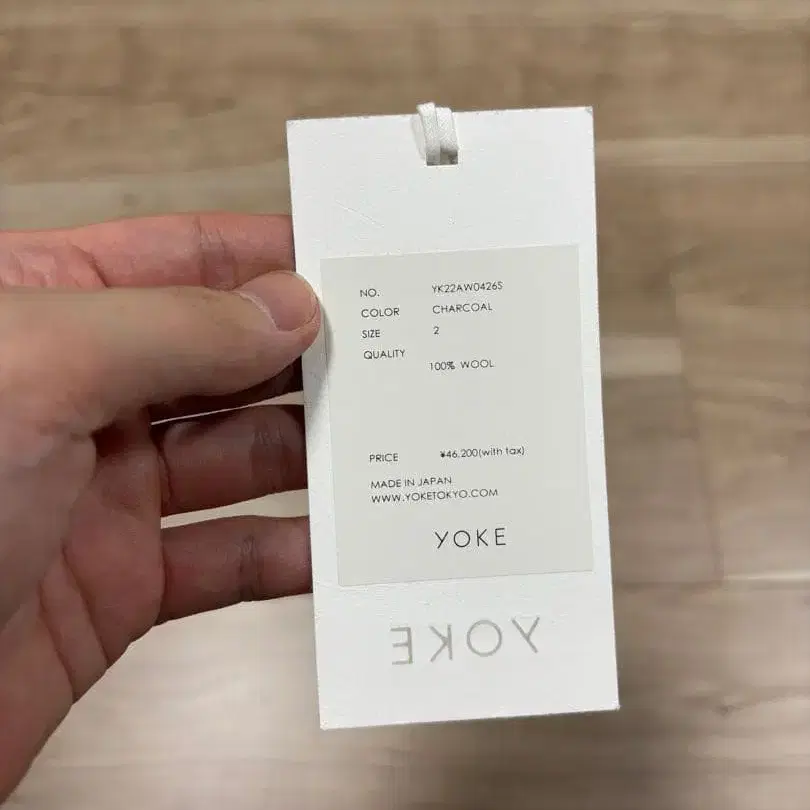 NO. YK22AW0426S
COLOR CHARCOAL
SIZE 2
QUALITY
100% WOOL
PRICE ¥46,200(with tax)
MADE IN JAPAN
WWW.YOKETOKYO.COM
YOKE
YOKE